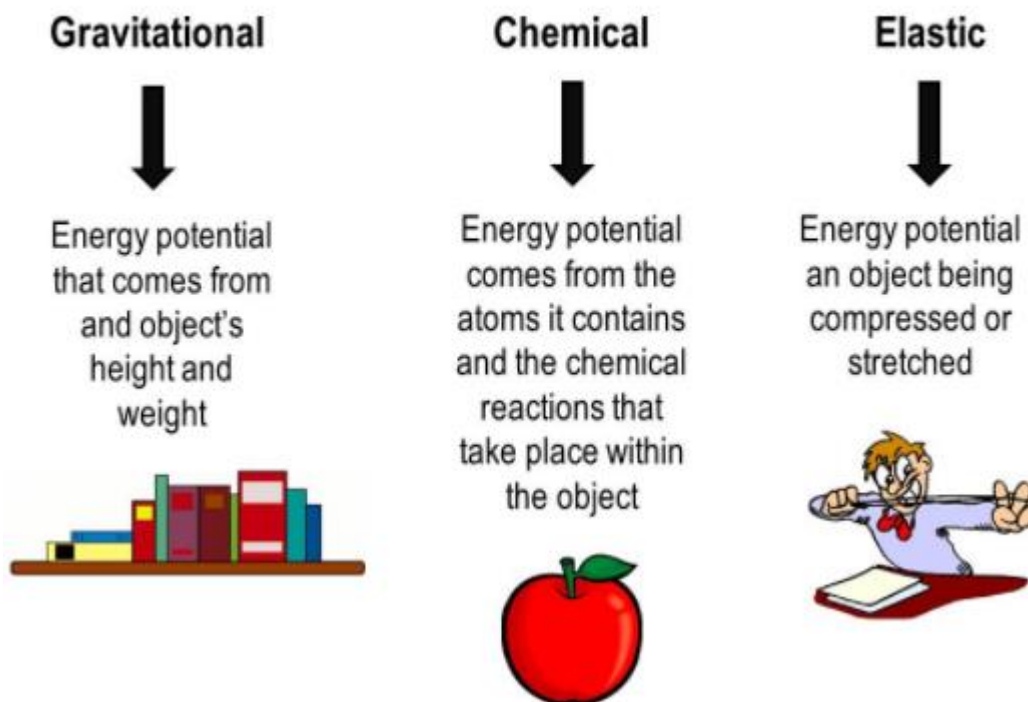 Gravitational
Energy potential
that comes from
and object's
height and
weight
Chemical
Energy potential
comes from the
atoms it contains
and the chemical
reactions that
take place within
the object
Elastic
Energy potential
an object being
compressed or
stretched